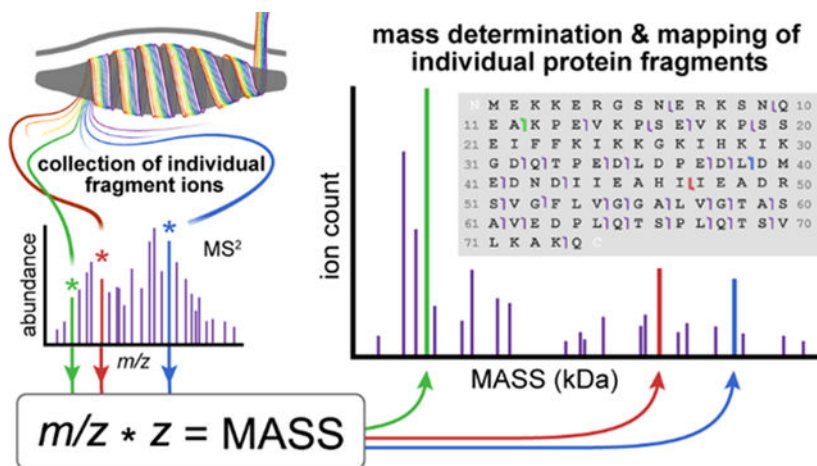 mass determination & mapping of
individual protein fragments
collection of individual
fragment ions
abundance
* * *
MS²
m/z
m/z * z = MASS
ion count
MASS (kDa)
N M E K K E R G S N E R K S N Q 10
11 E A K P E V K P S E V K P S S 20
21 E I F F K I K K G K I H K I K 30
31 G D Q T P E D L D P E D L D M 40
41 E D N D I I E A H I I E A D R 50
51 S V G F L V G G A L V G T A S 60
61 A V E D P L Q T S P L Q T S V 70
71 L K A K Q C